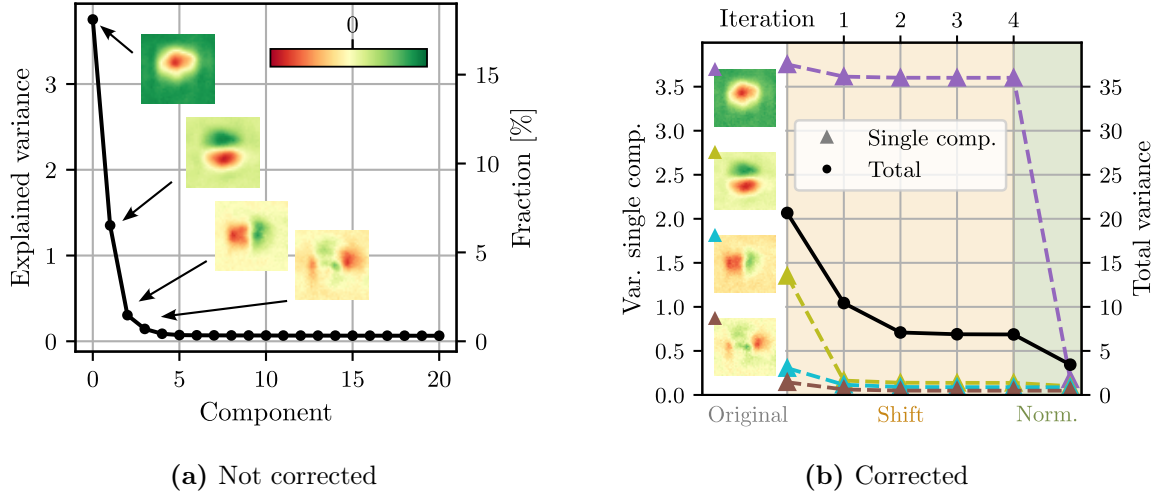 0
Explained variance
3
2
1
0
15
10
5
0
Fraction [%]
0 5 10 15 20
Component
(a) Not corrected
Iteration 1 2 3 4
Var. single comp.
3.5
3.0
2.5
2.0
1.5
1.0
0.5
0.0
Single comp.
Total
35
30
25
20
15
10
5
0
Total variance
Original Shift Norm.
(b) Corrected